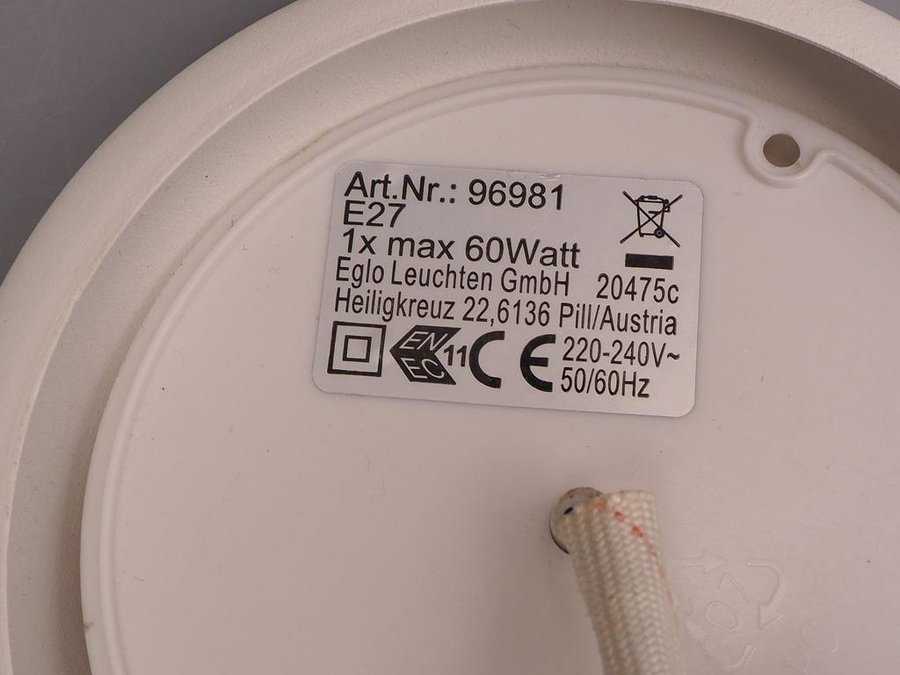 Art.Nr.: 96981
E27
1x max 60Watt
Eglo Leuchten GmbH 20475c
Heiligkreuz 22,6136 Pill/Austria
EN EC 11 CE 220-240V~
50/60Hz